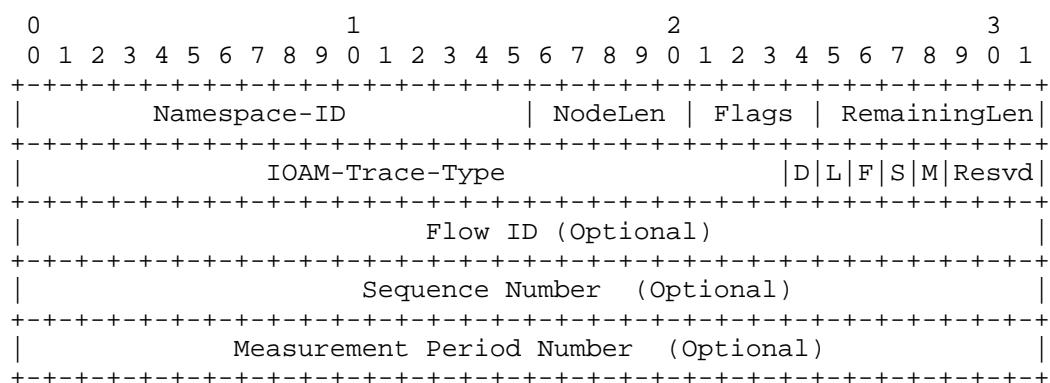 0                   1                   2                   3
 0 1 2 3 4 5 6 7 8 9 0 1 2 3 4 5 6 7 8 9 0 1 2 3 4 5 6 7 8 9 0 1
+-+-+-+-+-+-+-+-+-+-+-+-+-+-+-+-+-+-+-+-+-+-+-+-+-+-+-+-+-+-+-+-+
|        Namespace-ID           | NodeLen | Flags | RemainingLen|
+-+-+-+-+-+-+-+-+-+-+-+-+-+-+-+-+-+-+-+-+-+-+-+-+-+-+-+-+-+-+-+-+
|               IOAM-Trace-Type                 |D|L|F|S|M|Resvd|
+-+-+-+-+-+-+-+-+-+-+-+-+-+-+-+-+-+-+-+-+-+-+-+-+-+-+-+-+-+-+-+-+
|                         Flow ID (Optional)                    |
+-+-+-+-+-+-+-+-+-+-+-+-+-+-+-+-+-+-+-+-+-+-+-+-+-+-+-+-+-+-+-+-+
|                     Sequence Number  (Optional)               |
+-+-+-+-+-+-+-+-+-+-+-+-+-+-+-+-+-+-+-+-+-+-+-+-+-+-+-+-+-+-+-+-+
|             Measurement Period Number  (Optional)             |
+-+-+-+-+-+-+-+-+-+-+-+-+-+-+-+-+-+-+-+-+-+-+-+-+-+-+-+-+-+-+-+-+